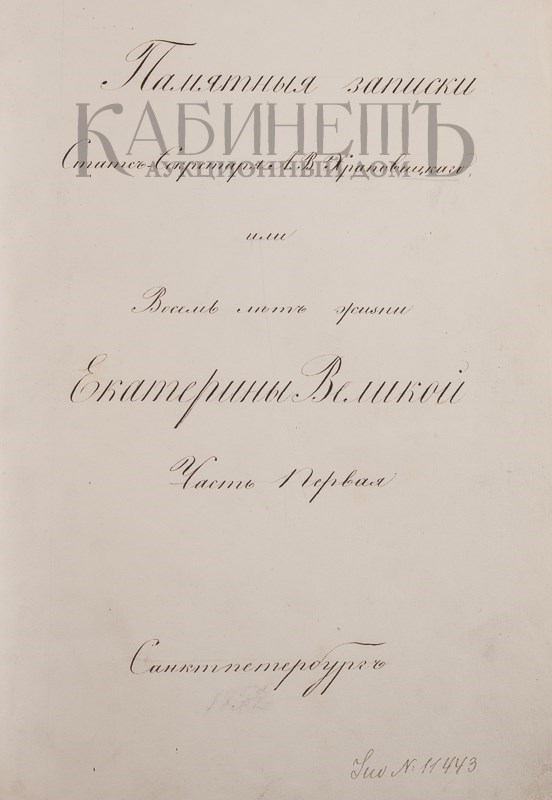 Памятныя записки
КАБИНЕТЪ
Статсъ-Секретаря А. В. Храповицкаго,
АУКЦИОННЫЙ ДОМ
или
Восемь лѣтъ жизни
Екатерины Великой
Часть Первая
Санктпетербургъ
Inv № 11443